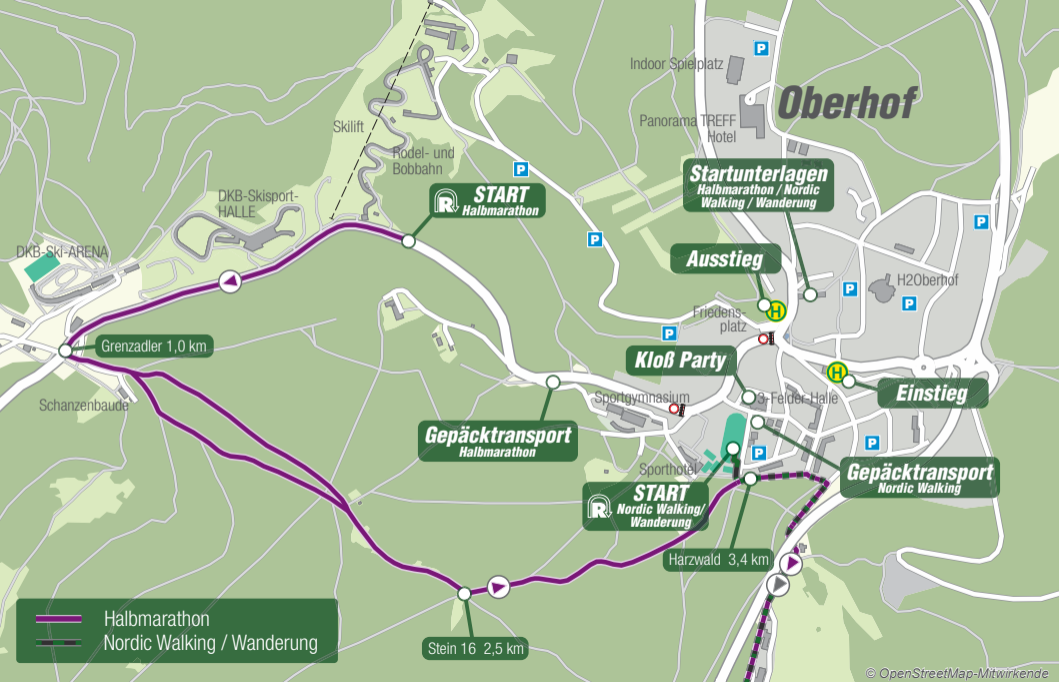 Indoor Spielplatz
P
Oberhof
Panorama TREFF
Hotel
Skilift
Rodel- und
Bobbahn
P
Startunterlagen
Halbmarathon / Nordic
Walking / Wanderung
START
Halbmarathon
DKB-Skisport-
HALLE
P
P
DKB-Ski-ARENA
Ausstieg
H2Oberhof
P
P
H
Friedens-
platz
P
Grenzadler 1,0 km
Kloß Party
H
Einstieg
Schanzenbaude
Sportgymnasium
3-Felder-Halle
Gepäcktransport
Halbmarathon
P
P
Sporthotel
Gepäcktransport
Nordic Walking
START
Nordic Walking/
Wanderung
Harzwald 3,4 km
Halbmarathon
Nordic Walking / Wanderung
Stein 16 2,5 km
© OpenStreetMap-Mitwirkende